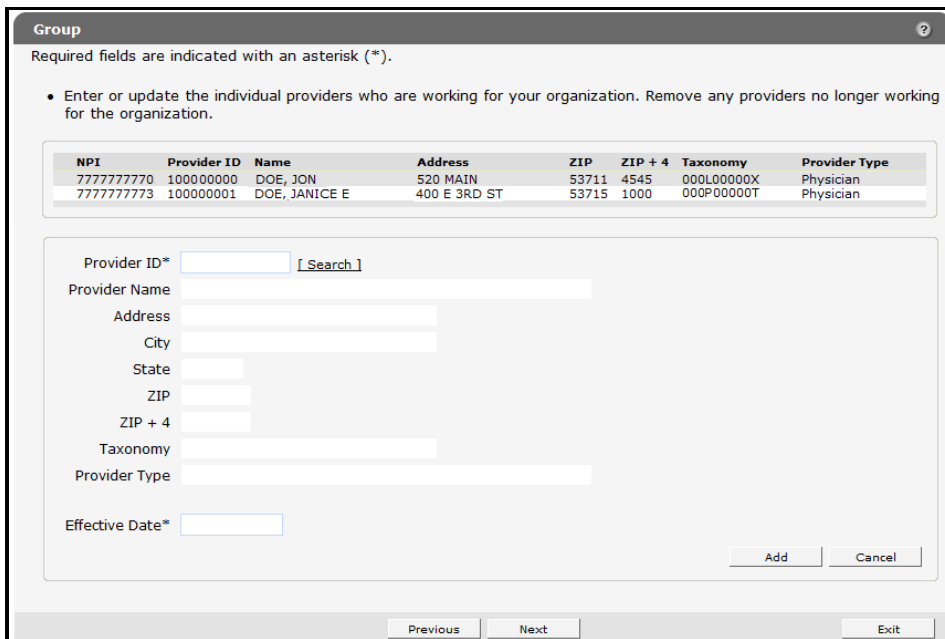 Group ?
Required fields are indicated with an asterisk (*).
• Enter or update the individual providers who are working for your organization. Remove any providers no longer working
for the organization.
NPI Provider ID Name Address ZIP ZIP + 4 Taxonomy Provider Type
7777777770 100000000 DOE, JON 520 MAIN 53711 4545 000L00000X Physician
7777777773 100000001 DOE, JANICE E 400 E 3RD ST 53715 1000 000P00000T Physician
Provider ID* [ Search ]
Provider Name
Address
City
State
ZIP
ZIP + 4
Taxonomy
Provider Type
Effective Date*
Add Cancel
Previous Next Exit